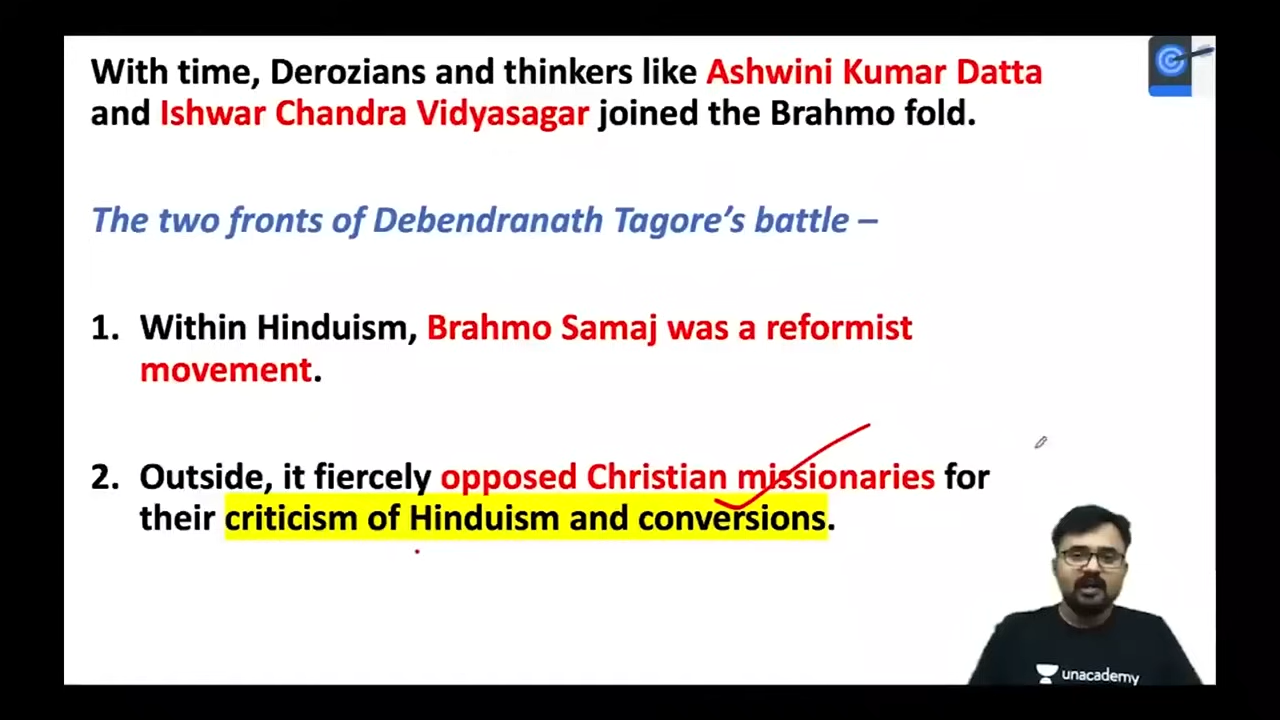 With time, Derozians and thinkers like Ashwini Kumar Datta
and Ishwar Chandra Vidyasagar joined the Brahmo fold.
The two fronts of Debendranath Tagore's battle –
1. Within Hinduism, Brahmo Samaj was a reformist
movement.
2. Outside, it fiercely opposed Christian missionaries for
their criticism of Hinduism and conversions.
unacademy